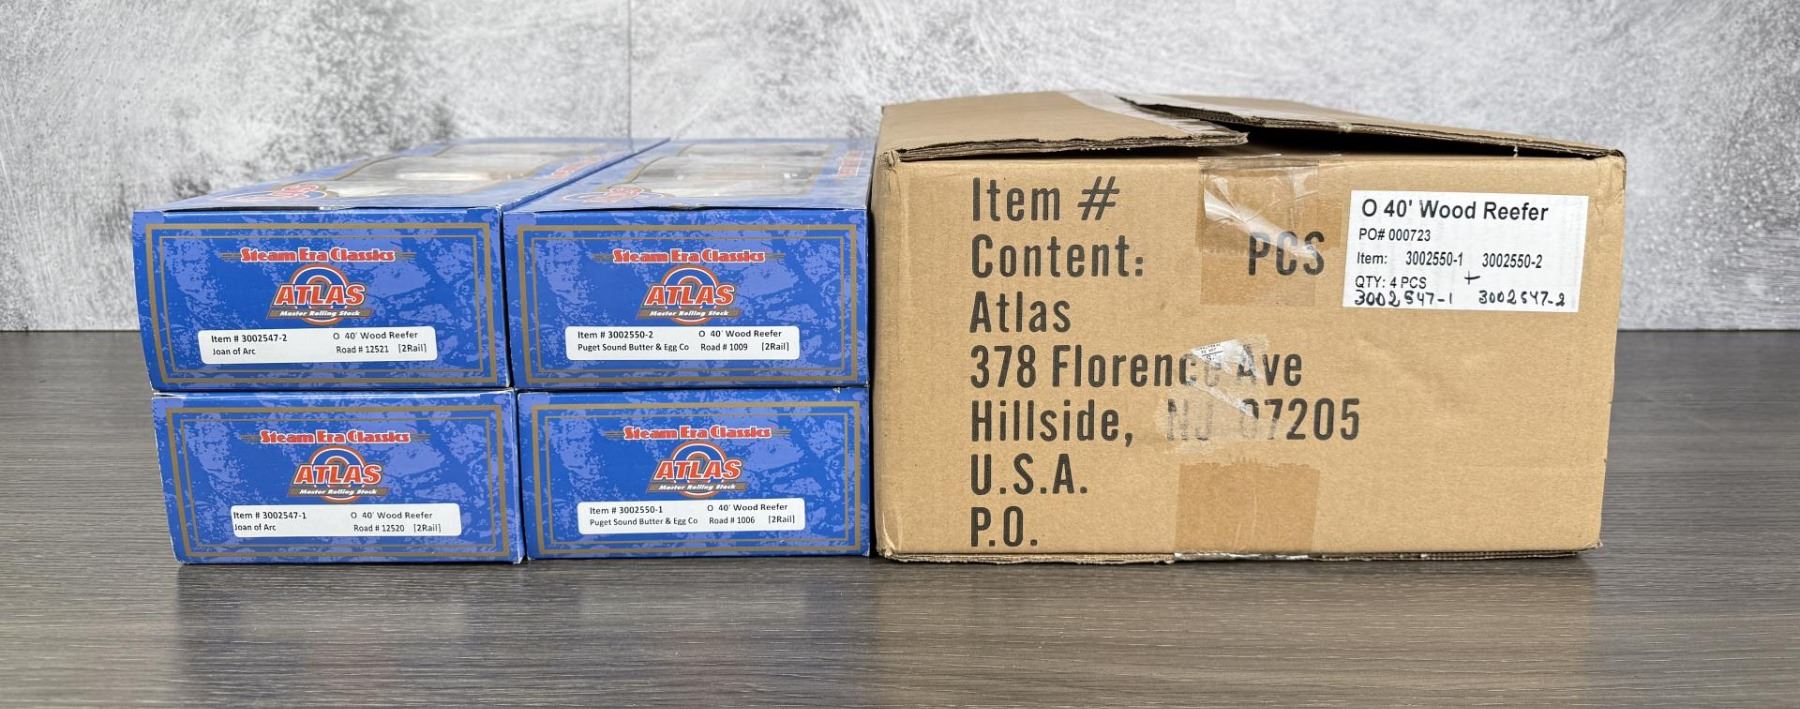 Steam Era Classics
ATLAS
Master Rolling Stock
Item # 3002547-2 O 40' Wood Reefer
Joan of Arc Road # 12521 [2Rail]
Steam Era Classics
ATLAS
Master Rolling Stock
Item # 3002550-2 O 40' Wood Reefer
Puget Sound Butter & Egg Co Road # 1009 [2Rail]
Steam Era Classics
ATLAS
Master Rolling Stock
Item # 3002547-1 O 40' Wood Reefer
Joan of Arc Road # 12520 [2Rail]
Steam Era Classics
ATLAS
Master Rolling Stock
Item # 3002550-1 O 40' Wood Reefer
Puget Sound Butter & Egg Co Road # 1006 [2Rail]
Item #
Content: PCS
Atlas
378 Florence Ave
Hillside, NJ 07205
U.S.A.
P.O.
O 40' Wood Reefer
PO# 000723
Item: 3002550-1 3002550-2
QTY: 4 PCS +
3002547-1 3002547-2